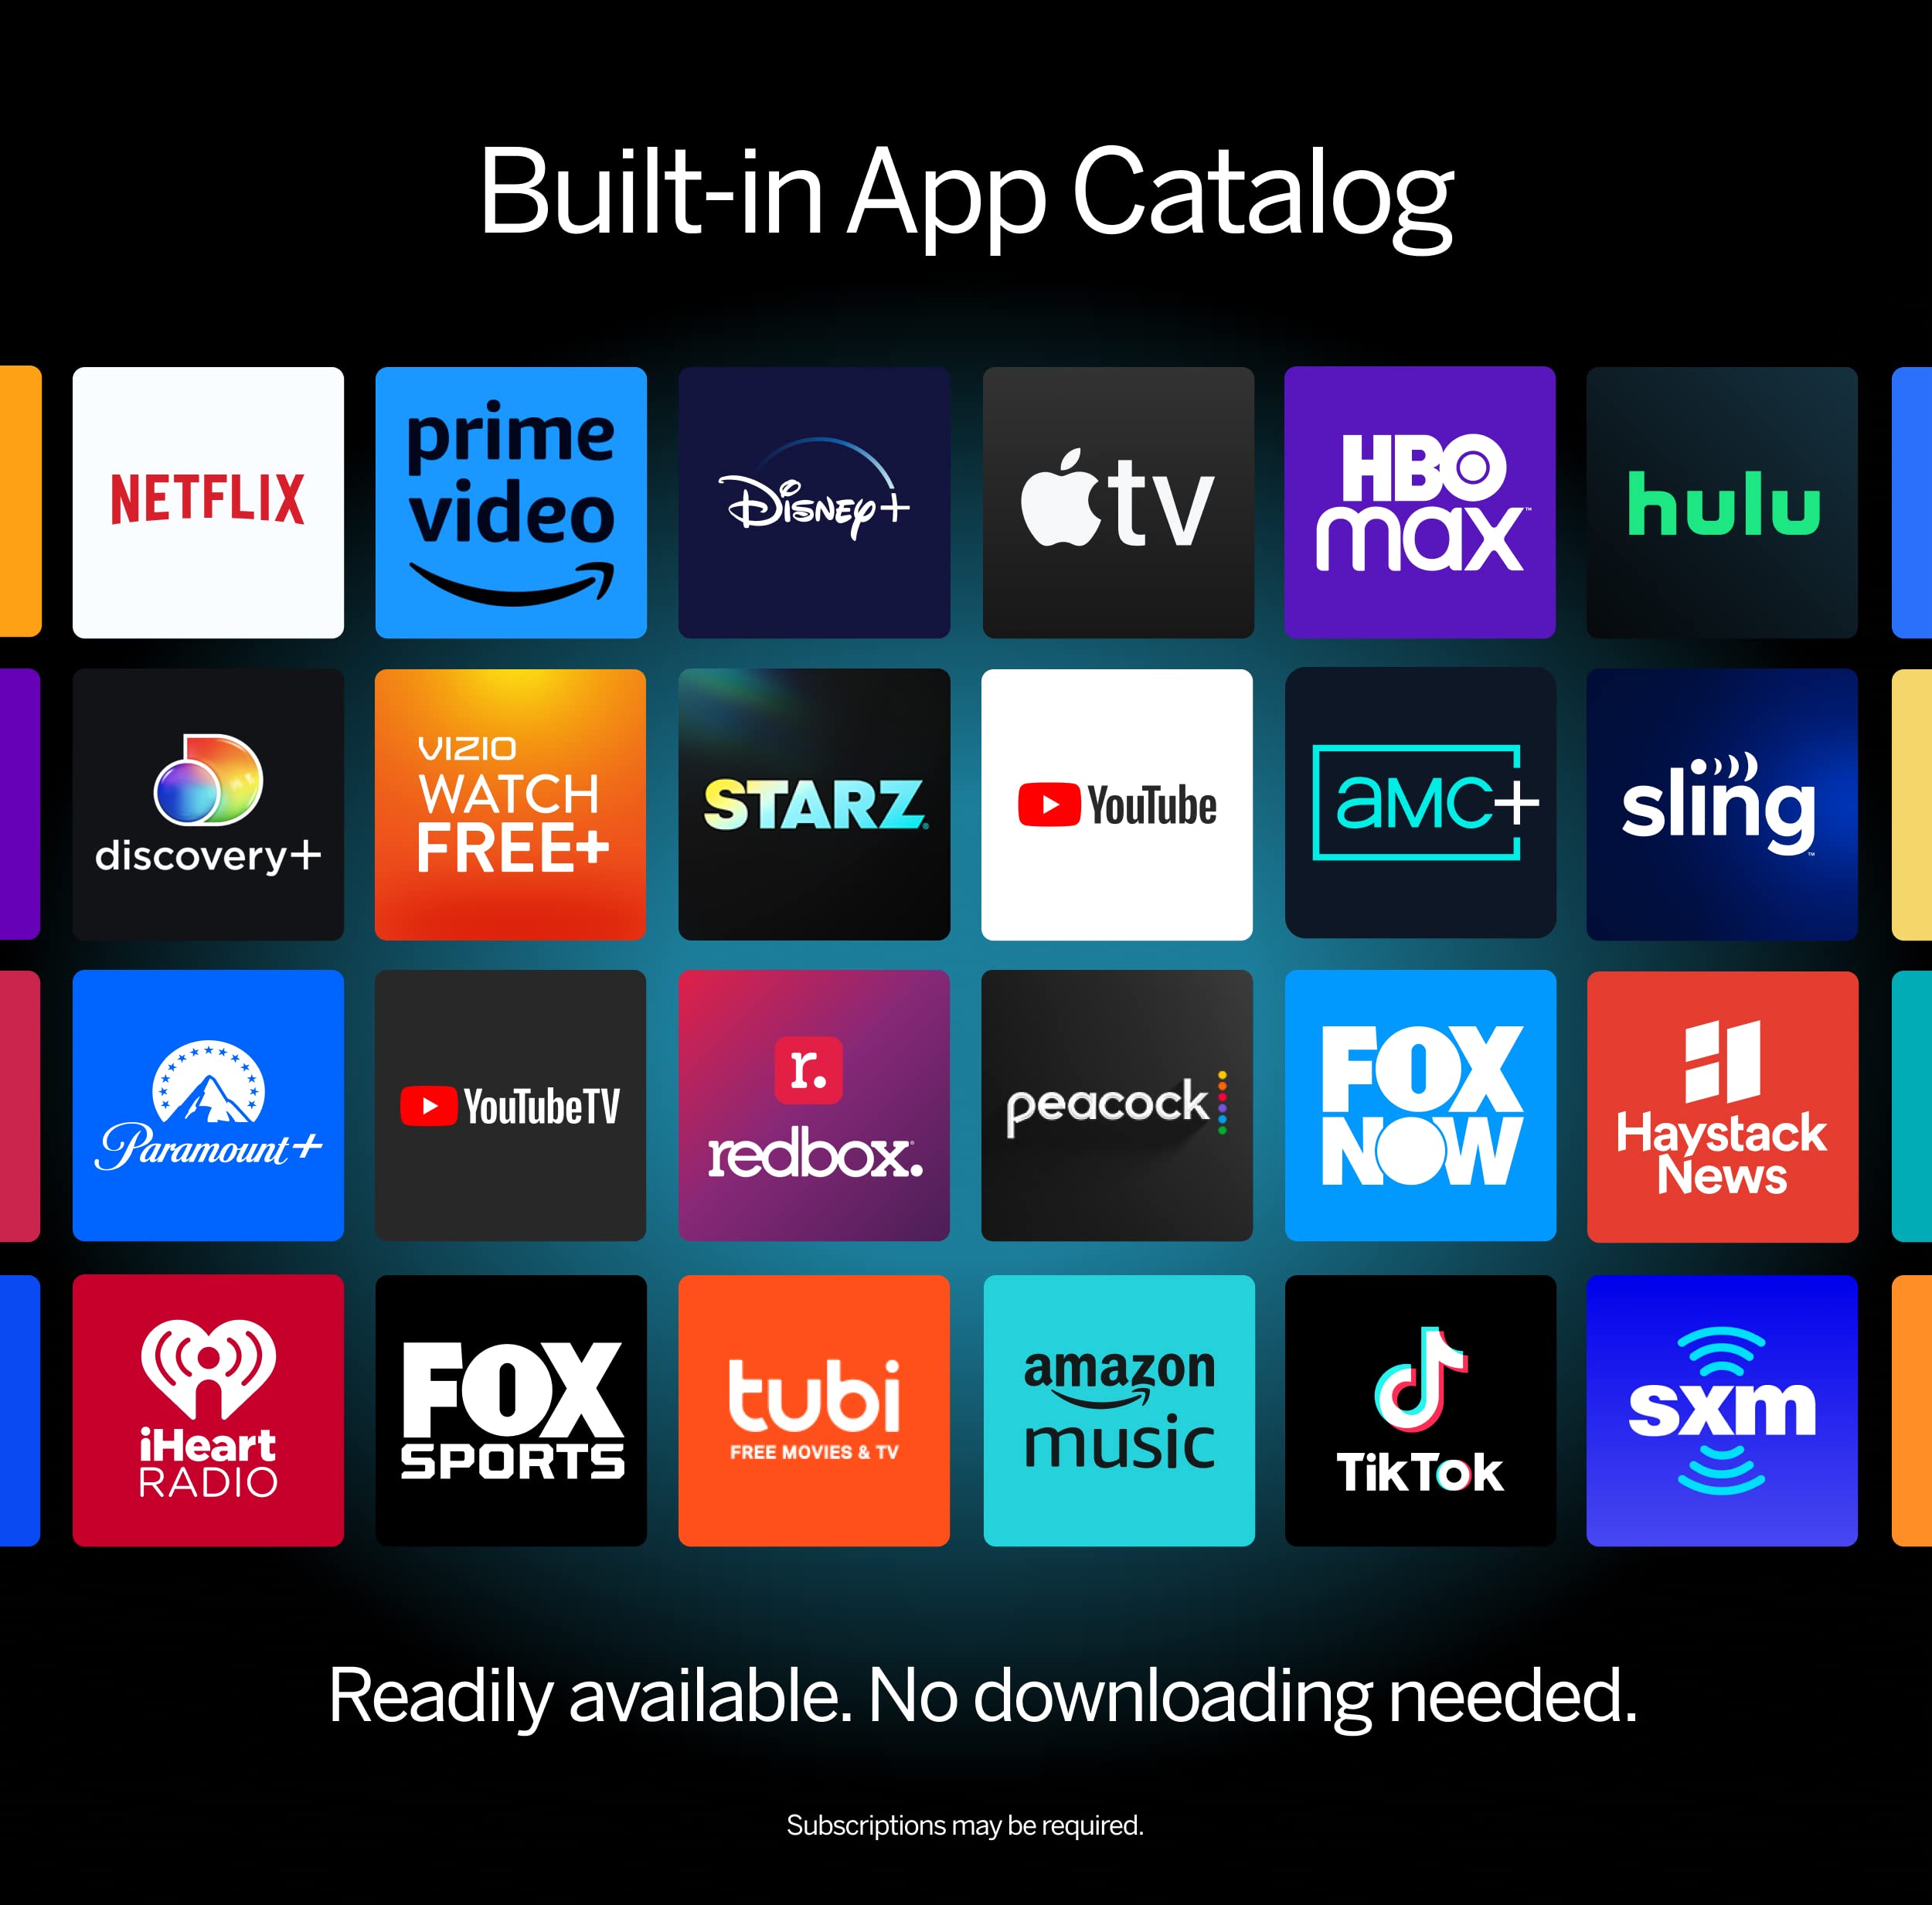 Built-in App Catalog
NETFLIX
prime
video
Disney+
tv
HBO
max™
hulu
discovery+
VIZIO
WATCH
FREE+
STARZ
YouTube
aMC+
sling™
Paramount+
YouTubeTV
r.
redbox.
peacock
FOX
NOW
Haystack
News
iHeart
RADIO
FOX
SPORTS
tubi
FREE MOVIES & TV
amazon
music
TikTok
sxm
Readily available. No downloading needed.
Subscriptions may be required.